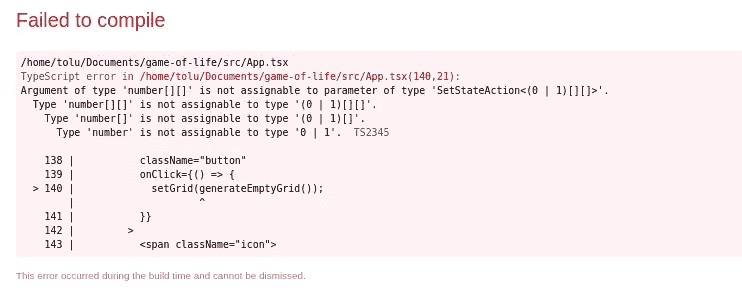 Failed to compile
/home/tolu/Documents/game-of-life/src/App.tsx
TypeScript error in /home/tolu/Documents/game-of-life/src/App.tsx(140,21):
Argument of type 'number[][]' is not assignable to parameter of type 'SetStateAction<(0 | 1)[][]>'.
  Type 'number[][]' is not assignable to type '(0 | 1)[][]'.
    Type 'number[]' is not assignable to type '(0 | 1)[]'.
      Type 'number' is not assignable to type '0 | 1'.  TS2345

    138 |           className="button"
    139 |           onClick={() => {
  > 140 |             setGrid(generateEmptyGrid());
        |                     ^
    141 |           }}
    142 |         >
    143 |           <span className="icon">
This error occurred during the build time and cannot be dismissed.